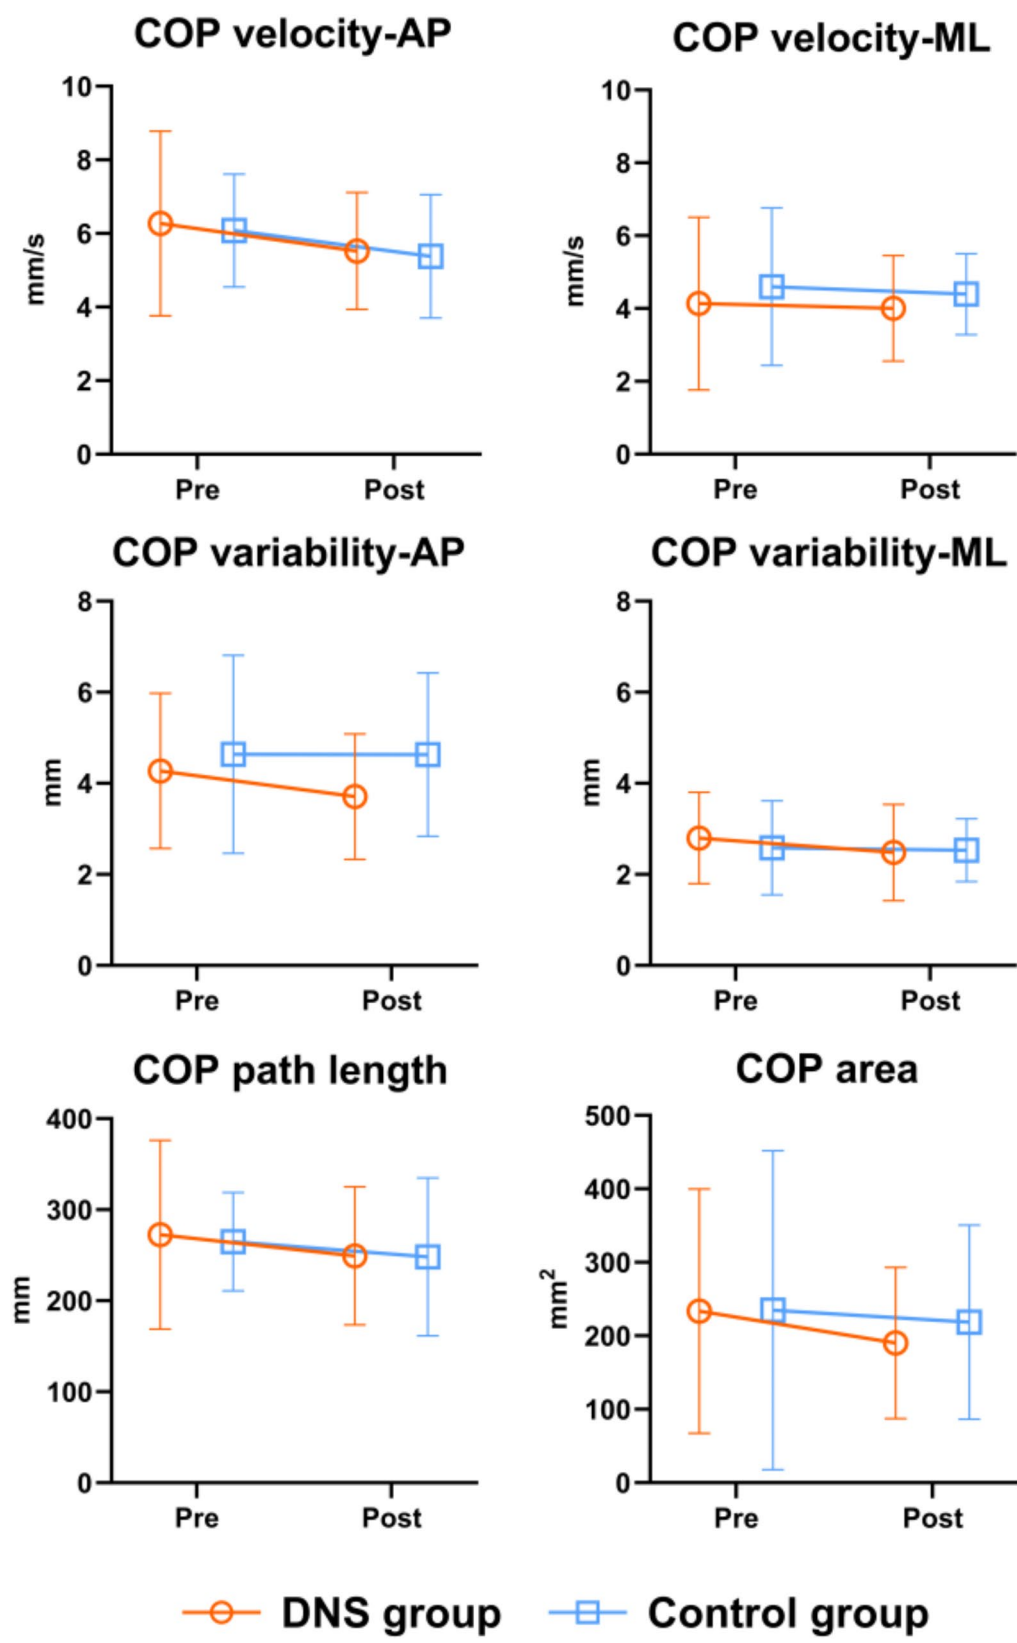 COP velocity-AP
10
8
6
4
2
0
mm/s
Pre Post
COP velocity-ML
10
8
6
4
2
0
mm/s
Pre Post
COP variability-AP
8
6
4
2
0
mm
Pre Post
COP variability-ML
8
6
4
2
0
mm
Pre Post
COP path length
400
300
200
100
0
mm
Pre Post
COP area
500
400
300
200
100
0
mm²
Pre Post
DNS group Control group